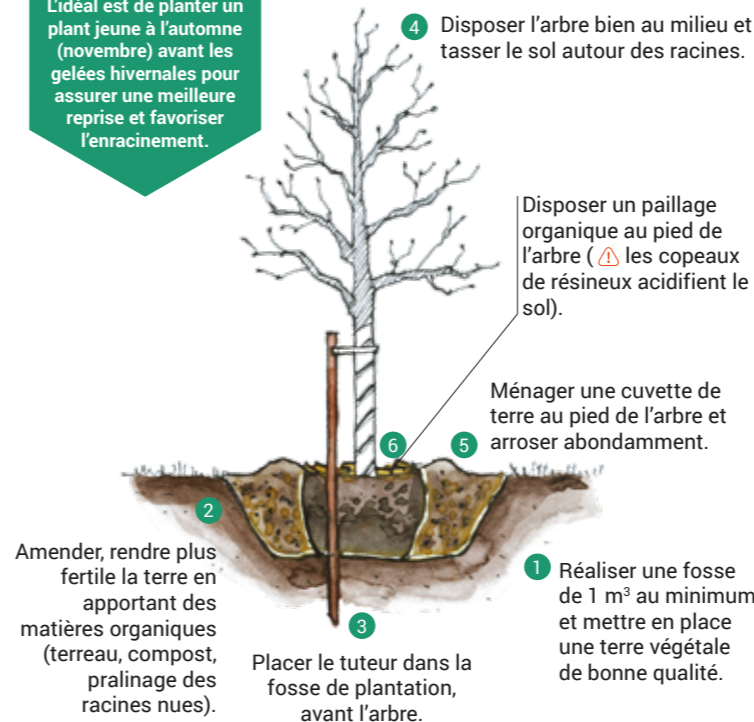 L'idéal est de planter un
plant jeune à l'automne
(novembre) avant les
gelées hivernales pour
assurer une meilleure
reprise et favoriser
l'enracinement.
4 Disposer l'arbre bien au milieu et
tasser le sol autour des racines.
Disposer un paillage
organique au pied de
l'arbre (⚠ les copeaux
de résineux acidifient le
sol).
6
Ménager une cuvette de
terre au pied de l'arbre et
5 arroser abondamment.
2
Amender, rendre plus
fertile la terre en
apportant des
matières organiques
(terreau, compost,
pralinage des
racines nues).
3
Placer le tuteur dans la
fosse de plantation,
avant l'arbre.
1 Réaliser une fosse
de 1 m³ au minimum
et mettre en place
une terre végétale
de bonne qualité.